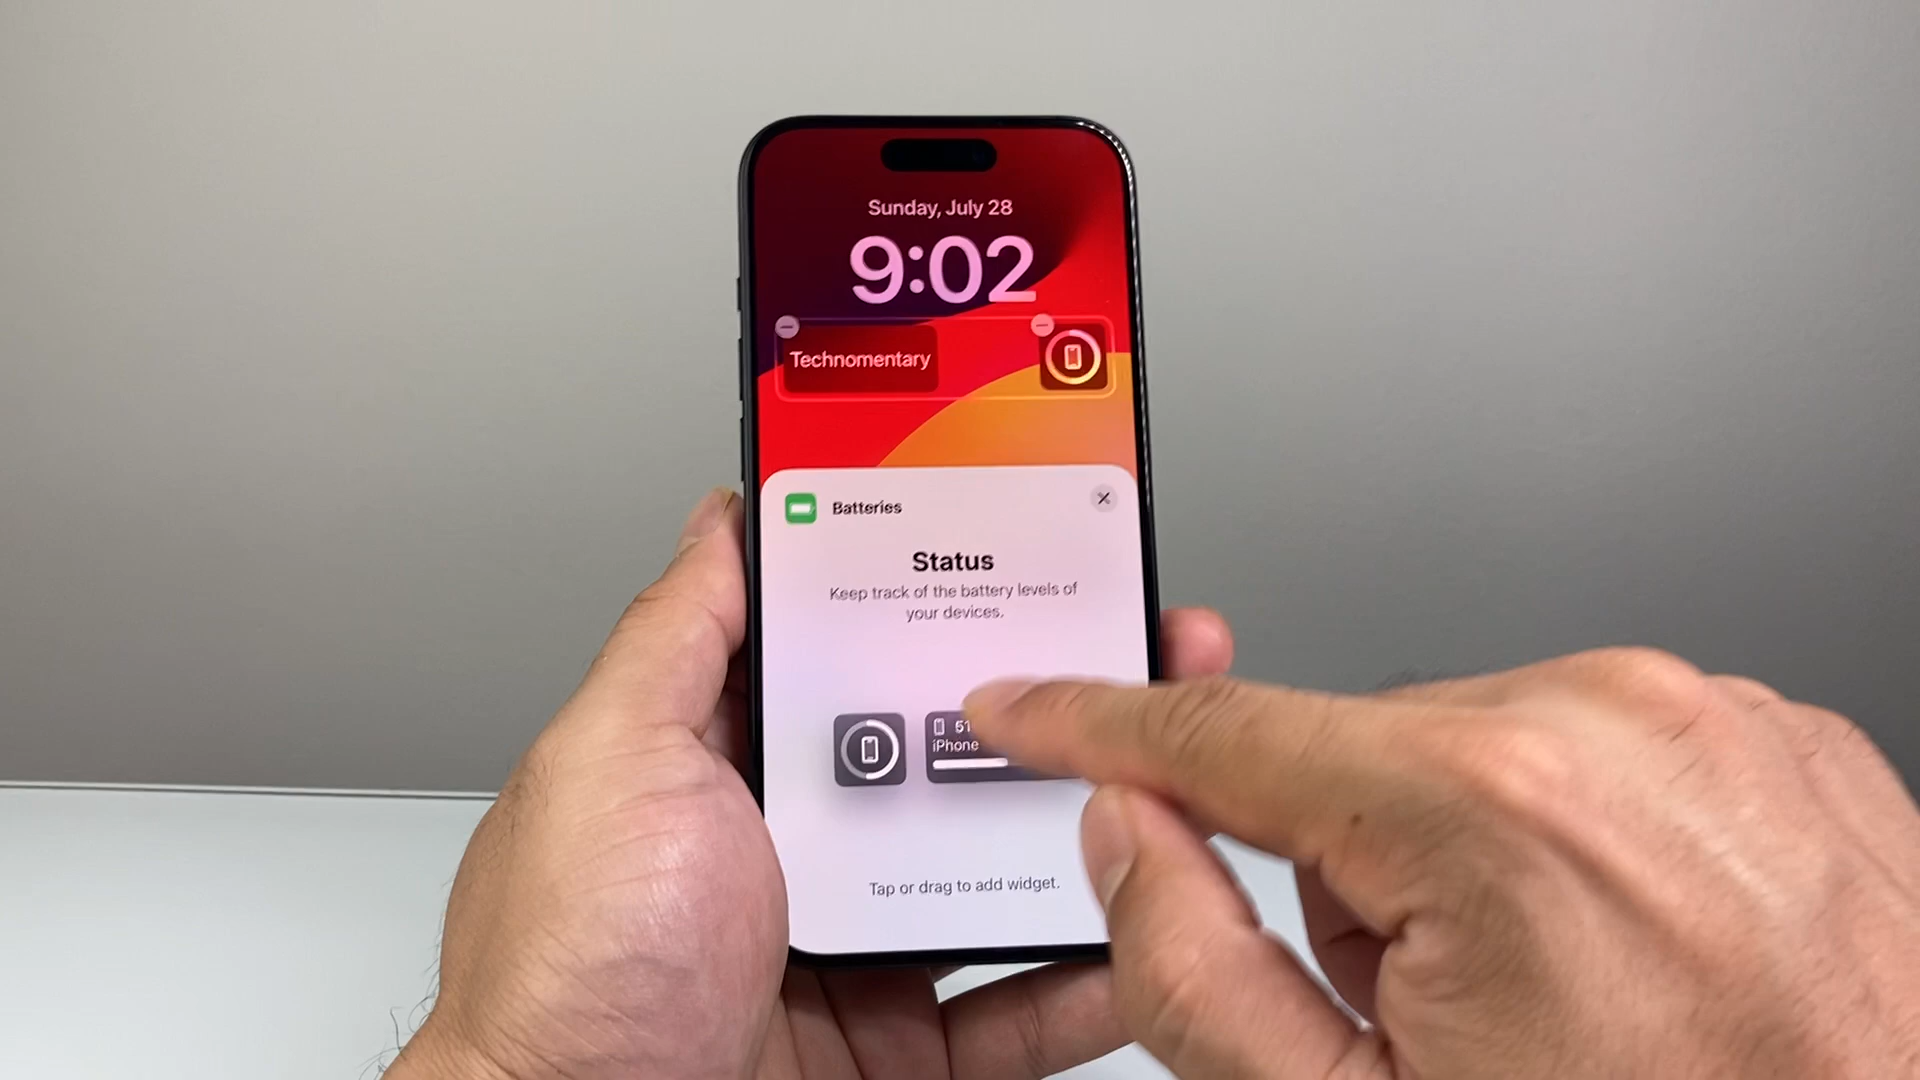 Sunday, July 28
9:02
Technomentary
Batteries
Status
Keep track of the battery levels of
your devices.
51
iPhone
Tap or drag to add widget.